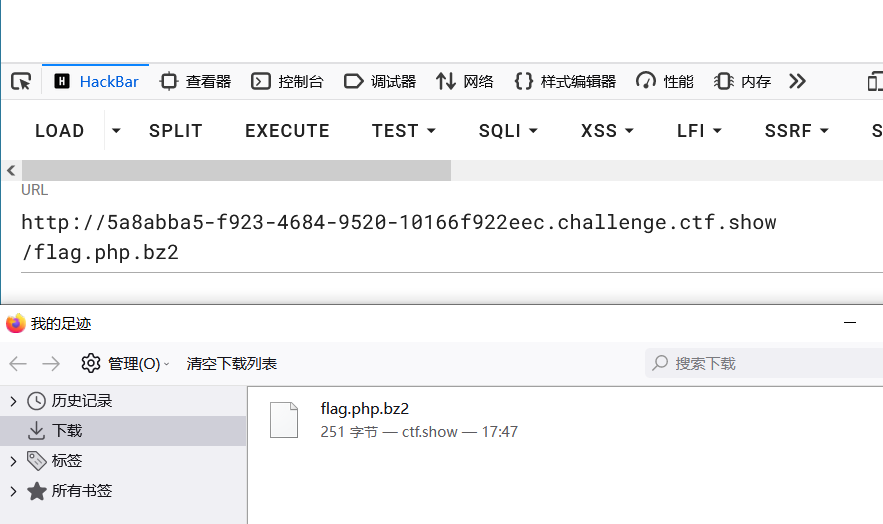 HackBar 查看器 控制台 调试器 网络 样式编辑器 性能 内存
LOAD SPLIT EXECUTE TEST SQLI XSS LFI SSRF S
URL
http://5a8abba5-f923-4684-9520-10166f922eec.challenge.ctf.show
/flag.php.bz2
我的足迹
管理(O) 清空下载列表 搜索下载
历史记录
下载
标签
所有书签
flag.php.bz2
251 字节 — ctf.show — 17:47